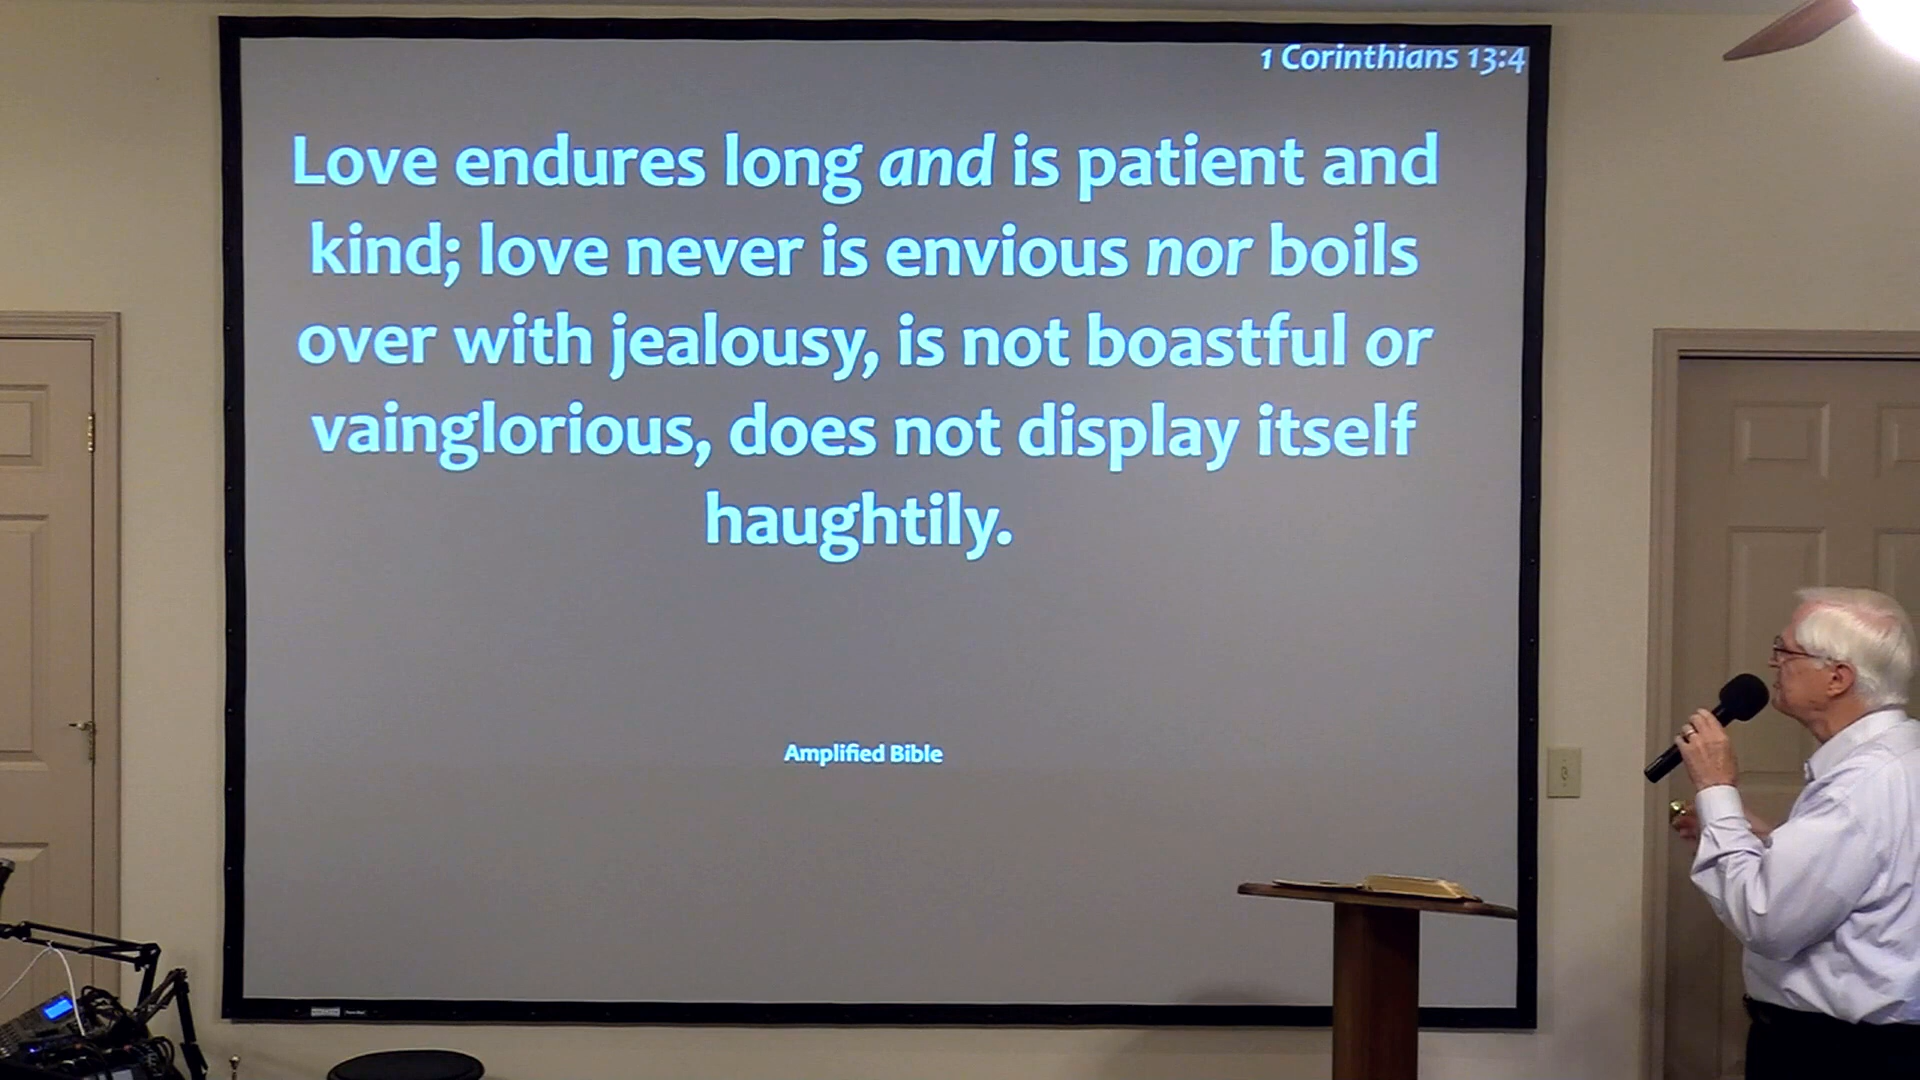 1 Corinthians 13:4
Love endures long and is patient and
kind; love never is envious nor boils
over with jealousy, is not boastful or
vainglorious, does not display itself
haughtily.
Amplified Bible